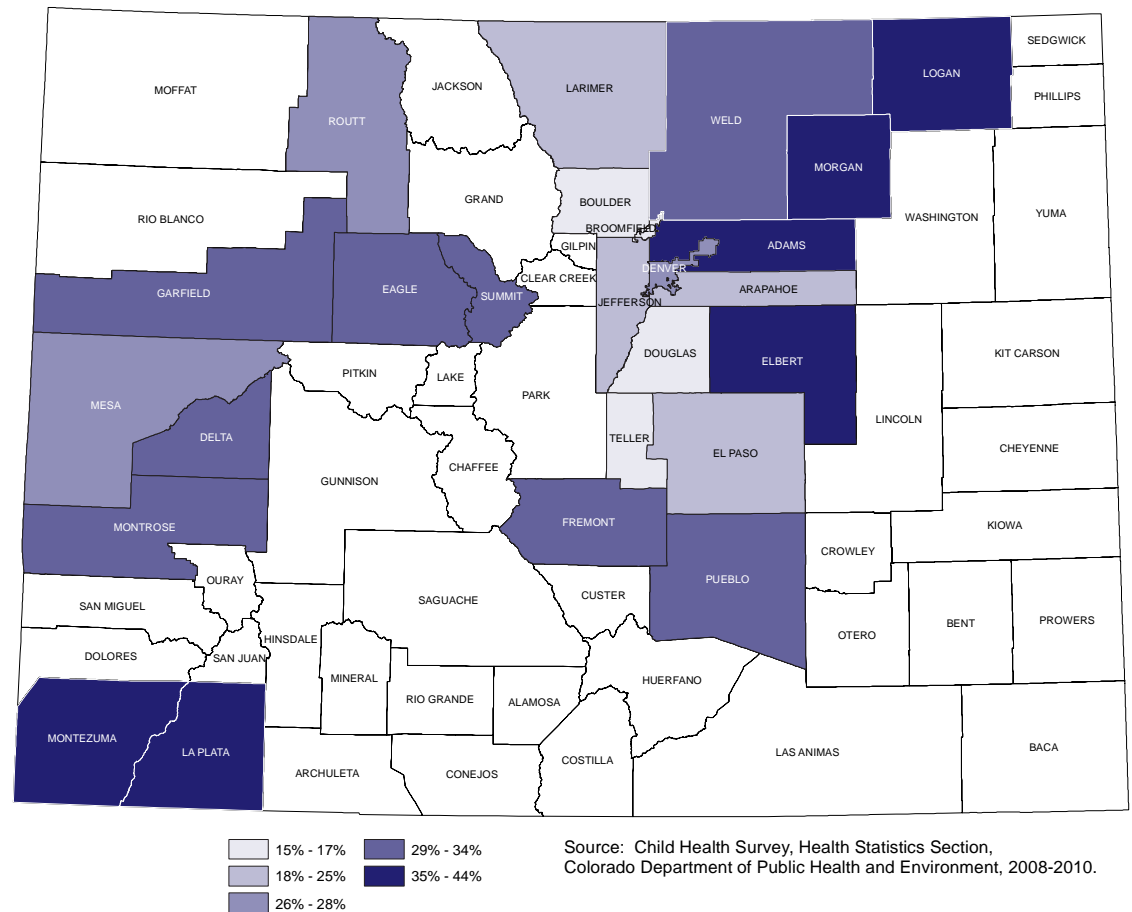 SEDGWICK
LOGAN
MOFFAT
JACKSON
LARIMER
PHILLIPS
ROUTT
WELD
MORGAN
GRAND
BOULDER
RIO BLANCO
WASHINGTON
YUMA
BROOMFIELD
GILPIN
ADAMS
DENVER
CLEAR CREEK
GARFIELD
EAGLE
SUMMIT
ARAPAHOE
JEFFERSON
DOUGLAS
ELBERT
KIT CARSON
PITKIN
LAKE
PARK
MESA
LINCOLN
DELTA
TELLER
EL PASO
CHEYENNE
CHAFFEE
GUNNISON
MONTROSE
FREMONT
KIOWA
CROWLEY
OURAY
PUEBLO
CUSTER
SAGUACHE
SAN MIGUEL
HINSDALE
OTERO
BENT
PROWERS
DOLORES
SAN JUAN
MINERAL
RIO GRANDE
ALAMOSA
HUERFANO
MONTEZUMA
LA PLATA
COSTILLA
LAS ANIMAS
BACA
ARCHULETA
CONEJOS
15% - 17%
18% - 25%
26% - 28%
29% - 34%
35% - 44%
Source: Child Health Survey, Health Statistics Section,
Colorado Department of Public Health and Environment, 2008-2010.